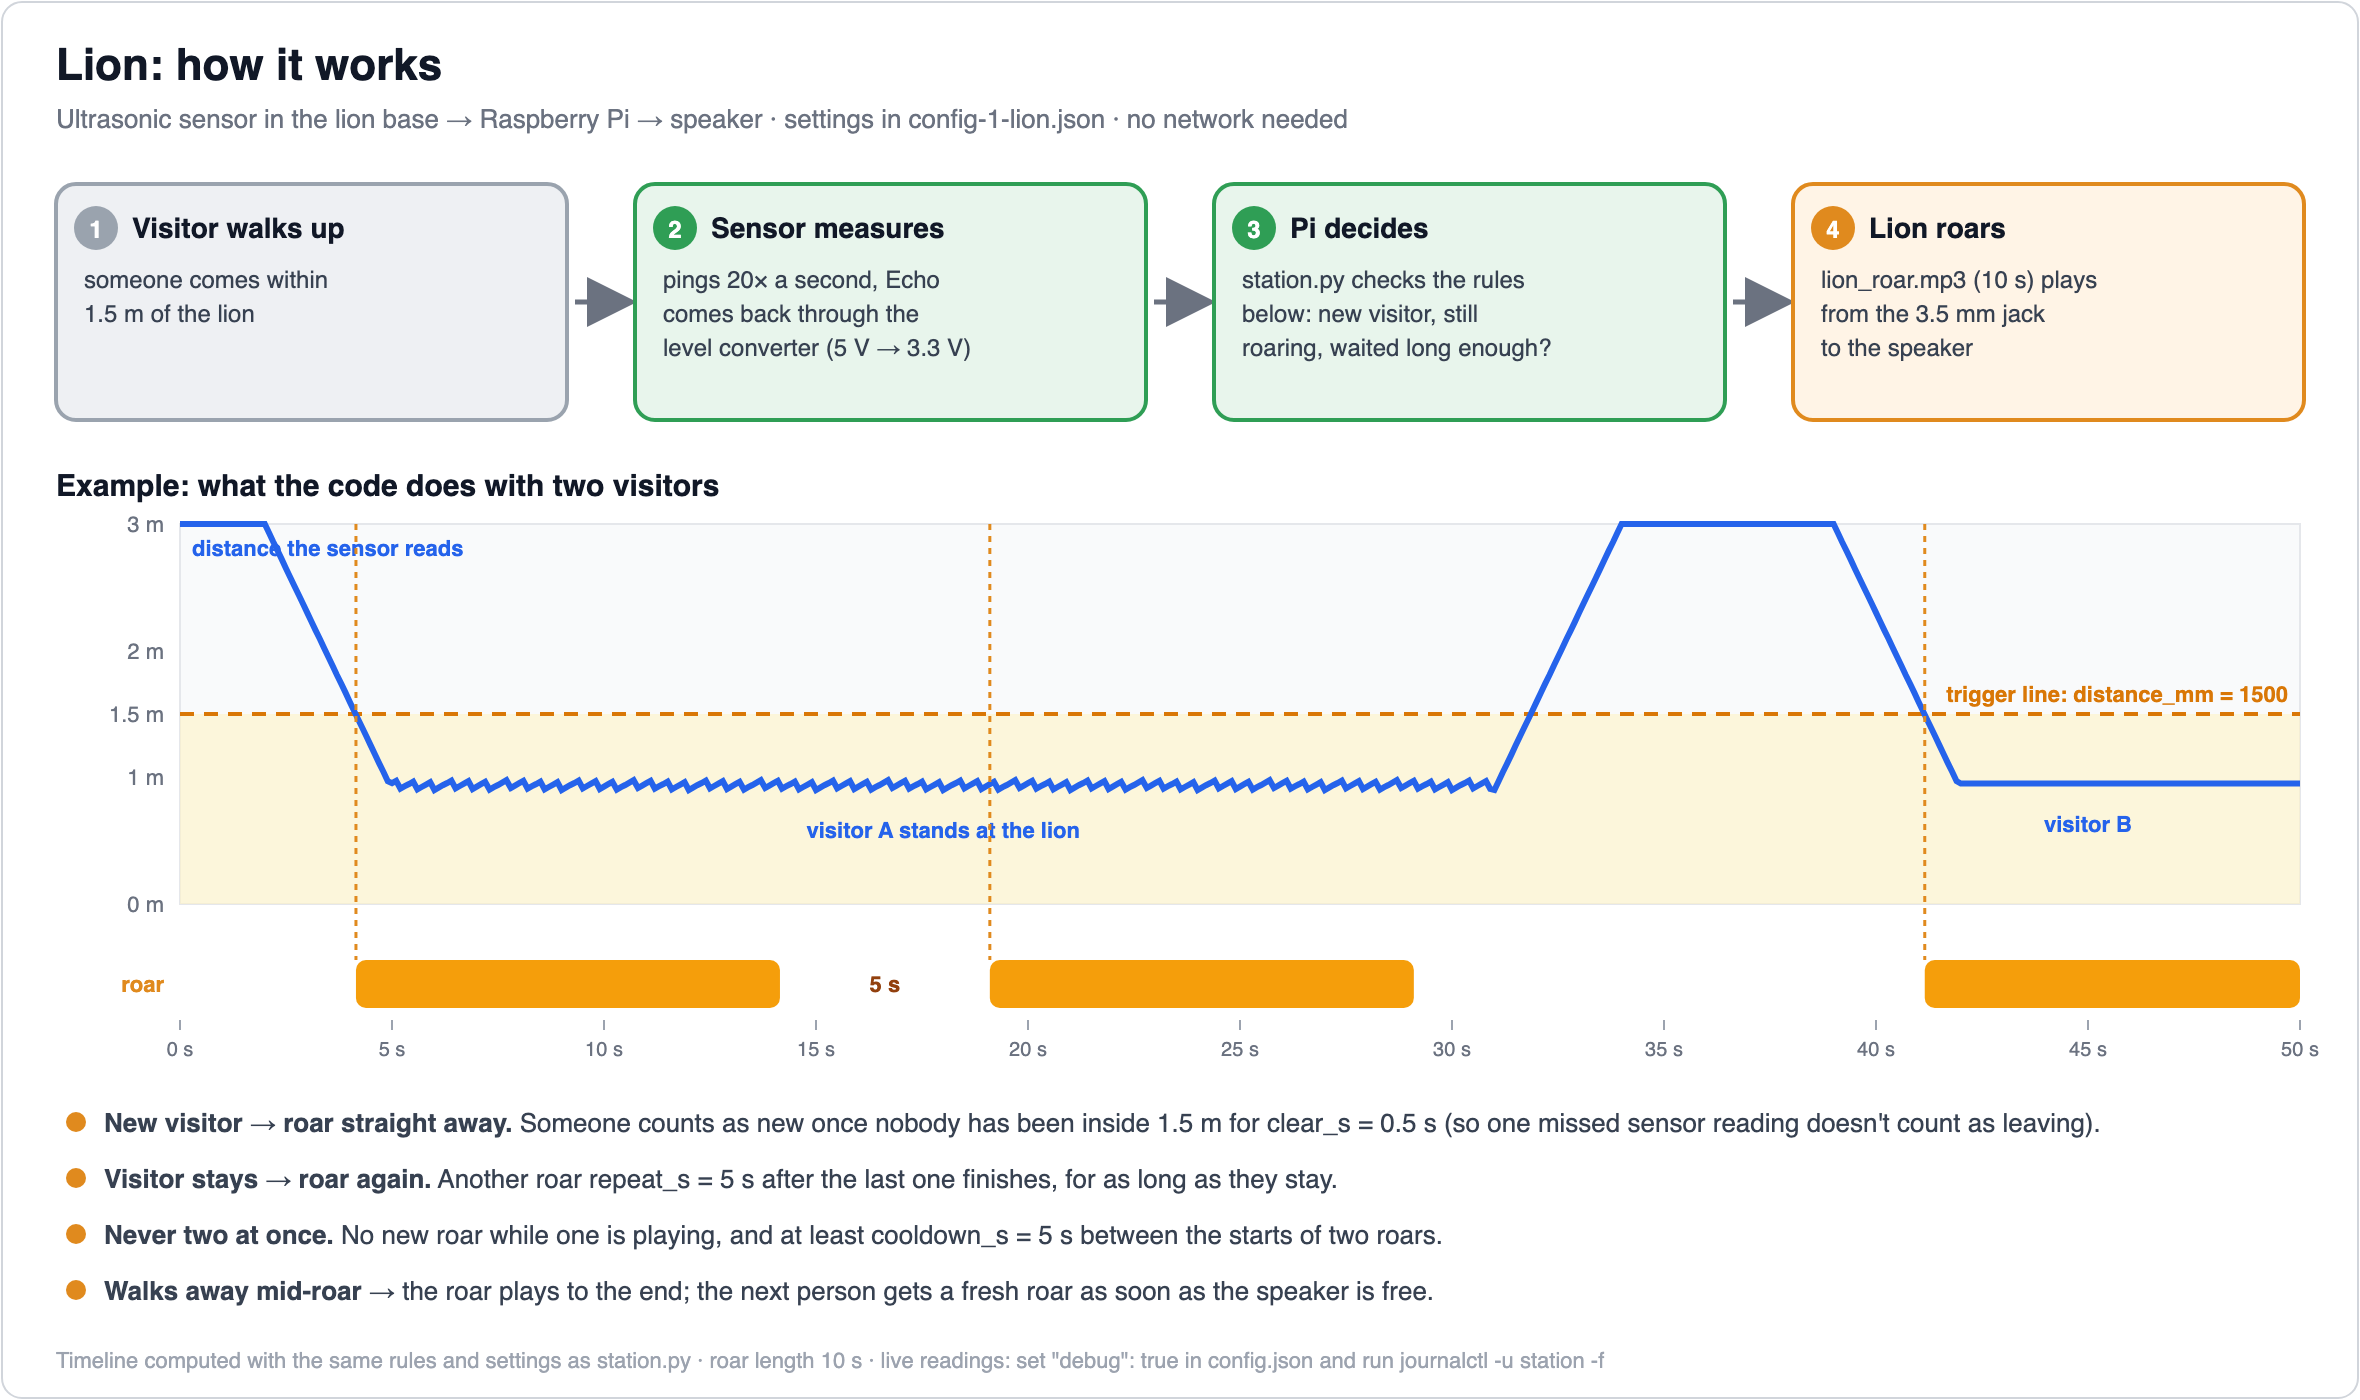 Lion: how it works
Ultrasonic sensor in the lion base → Raspberry Pi → speaker · settings in config-1-lion.json · no network needed
1 Visitor walks up
someone comes within
1.5 m of the lion
2 Sensor measures
pings 20× a second, Echo
comes back through the
level converter (5 V → 3.3 V)
3 Pi decides
station.py checks the rules
below: new visitor, still
roaring, waited long enough?
4 Lion roars
lion_roar.mp3 (10 s) plays
from the 3.5 mm jack
to the speaker
Example: what the code does with two visitors
3 m
distance the sensor reads
2 m
trigger line: distance_mm = 1500
1.5 m
1 m
visitor A stands at the lion
visitor B
0 m
roar
5 s
0 s 5 s 10 s 15 s 20 s 25 s 30 s 35 s 40 s 45 s 50 s
New visitor → roar straight away. Someone counts as new once nobody has been inside 1.5 m for clear_s = 0.5 s (so one missed sensor reading doesn't count as leaving).
Visitor stays → roar again. Another roar repeat_s = 5 s after the last one finishes, for as long as they stay.
Never two at once. No new roar while one is playing, and at least cooldown_s = 5 s between the starts of two roars.
Walks away mid-roar → the roar plays to the end; the next person gets a fresh roar as soon as the speaker is free.
Timeline computed with the same rules and settings as station.py · roar length 10 s · live readings: set "debug": true in config.json and run journalctl -u station -f